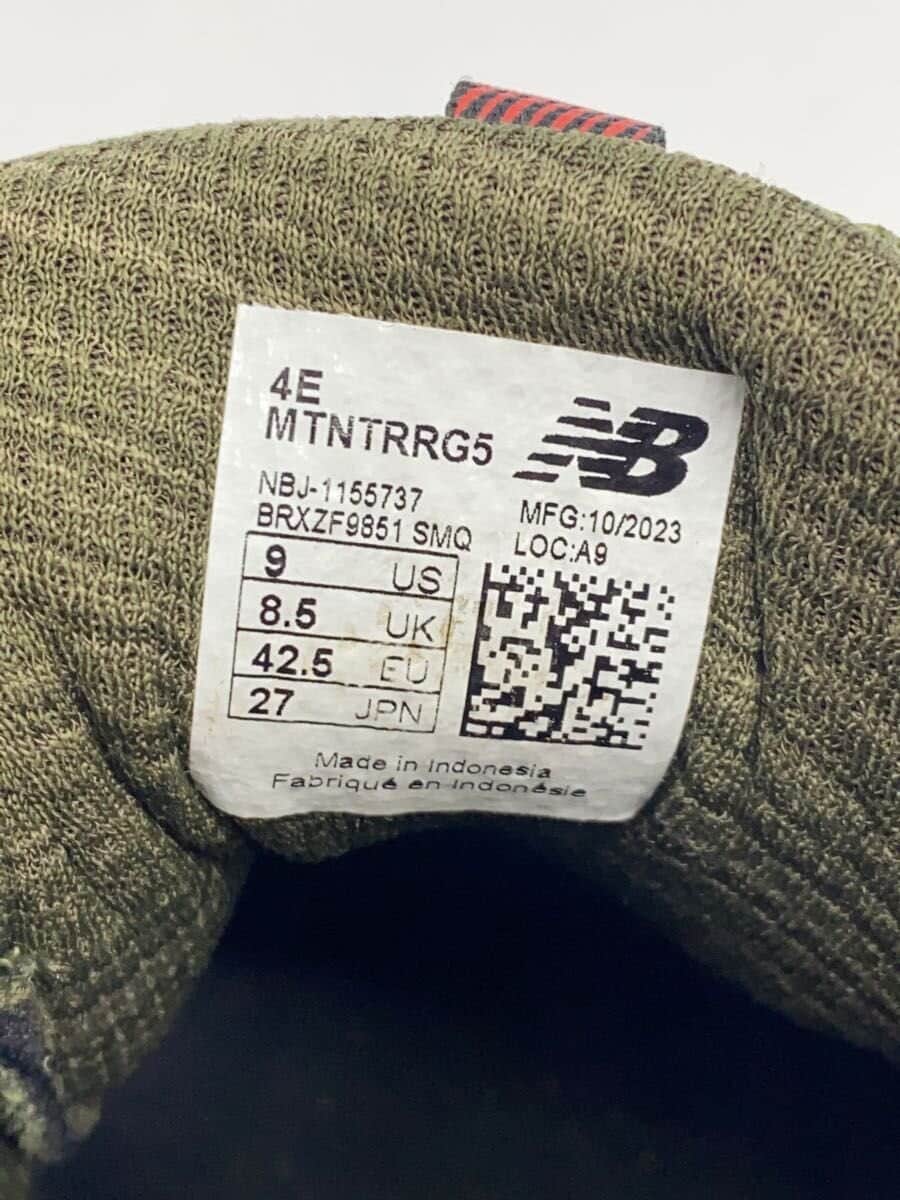 4E
MTNTRRG5
NB
NBJ-1155737
BRXZF9851 SMQ
MFG:10/2023
LOC:A9
9 US
8.5 UK
42.5 EU
27 JPN
Made in Indonesia
Fabriqué en Indonésie